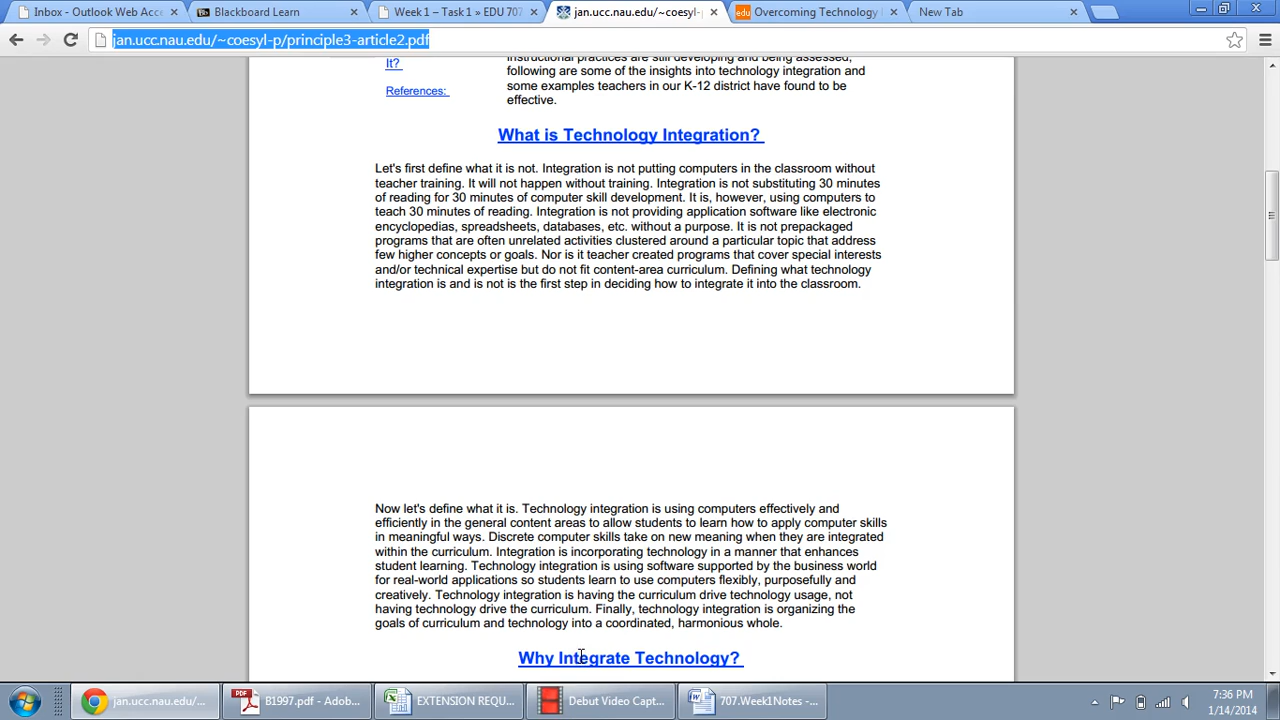 Inbox - Outlook Web Acce
Blackboard Learn
Week 1 – Task 1 » EDU 707
jan.ucc.nau.edu/~coesyl-p
Overcoming Technology
New Tab
jan.ucc.nau.edu/~coesyl-p/principle3-article2.pdf
It?
References:
instructional practices are still developing and being assessed,
following are some of the insights into technology integration and
some examples teachers in our K-12 district have found to be
effective.
What is Technology Integration?
Let's first define what it is not. Integration is not putting computers in the classroom without
teacher training. It will not happen without training. Integration is not substituting 30 minutes
of reading for 30 minutes of computer skill development. It is, however, using computers to
teach 30 minutes of reading. Integration is not providing application software like electronic
encyclopedias, spreadsheets, databases, etc. without a purpose. It is not prepackaged
programs that are often unrelated activities clustered around a particular topic that address
few higher concepts or goals. Nor is it teacher created programs that cover special interests
and/or technical expertise but do not fit content-area curriculum. Defining what technology
integration is and is not is the first step in deciding how to integrate it into the classroom.
Now let's define what it is. Technology integration is using computers effectively and
efficiently in the general content areas to allow students to learn how to apply computer skills
in meaningful ways. Discrete computer skills take on new meaning when they are integrated
within the curriculum. Integration is incorporating technology in a manner that enhances
student learning. Technology integration is using software supported by the business world
for real-world applications so students learn to use computers flexibly, purposefully and
creatively. Technology integration is having the curriculum drive technology usage, not
having technology drive the curriculum. Finally, technology integration is organizing the
goals of curriculum and technology into a coordinated, harmonious whole.
Why Integrate Technology?
jan.ucc.nau.edu/~coe...
B1997.pdf - Adob...
EXTENSION REQU...
Debut Video Capt...
707.Week1Notes -...
7:36 PM
1/14/2014